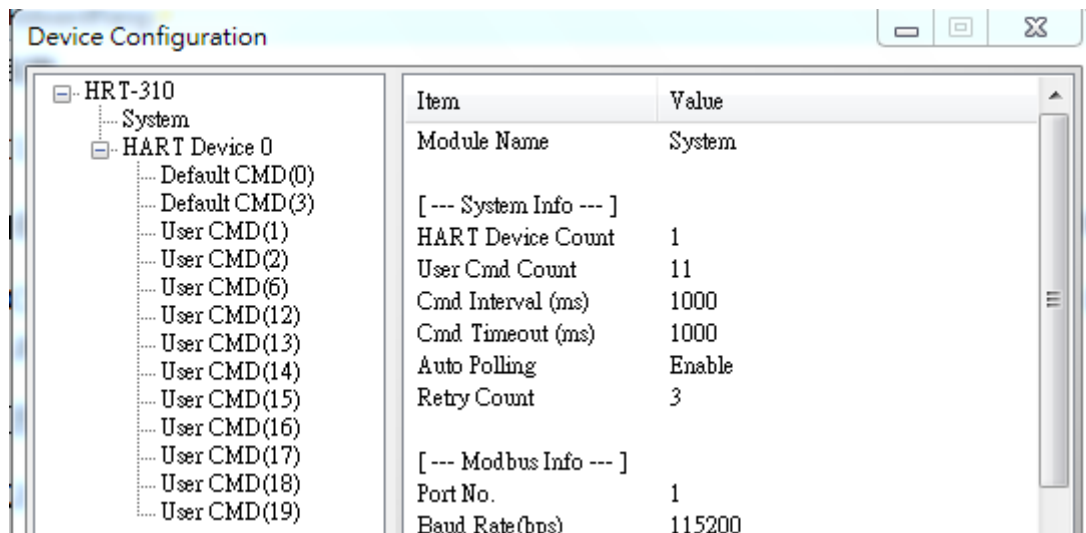 Device Configuration
HRT-310
System
HART Device 0
Default CMD(0)
Default CMD(3)
User CMD(1)
User CMD(2)
User CMD(6)
User CMD(12)
User CMD(13)
User CMD(14)
User CMD(15)
User CMD(16)
User CMD(17)
User CMD(18)
User CMD(19)
Item Value
Module Name System
[ --- System Info --- ]
HART Device Count 1
User Cmd Count 11
Cmd Interval (ms) 1000
Cmd Timeout (ms) 1000
Auto Polling Enable
Retry Count 3
[ --- Modbus Info --- ]
Port No. 1
Baud Rate(bps) 115200